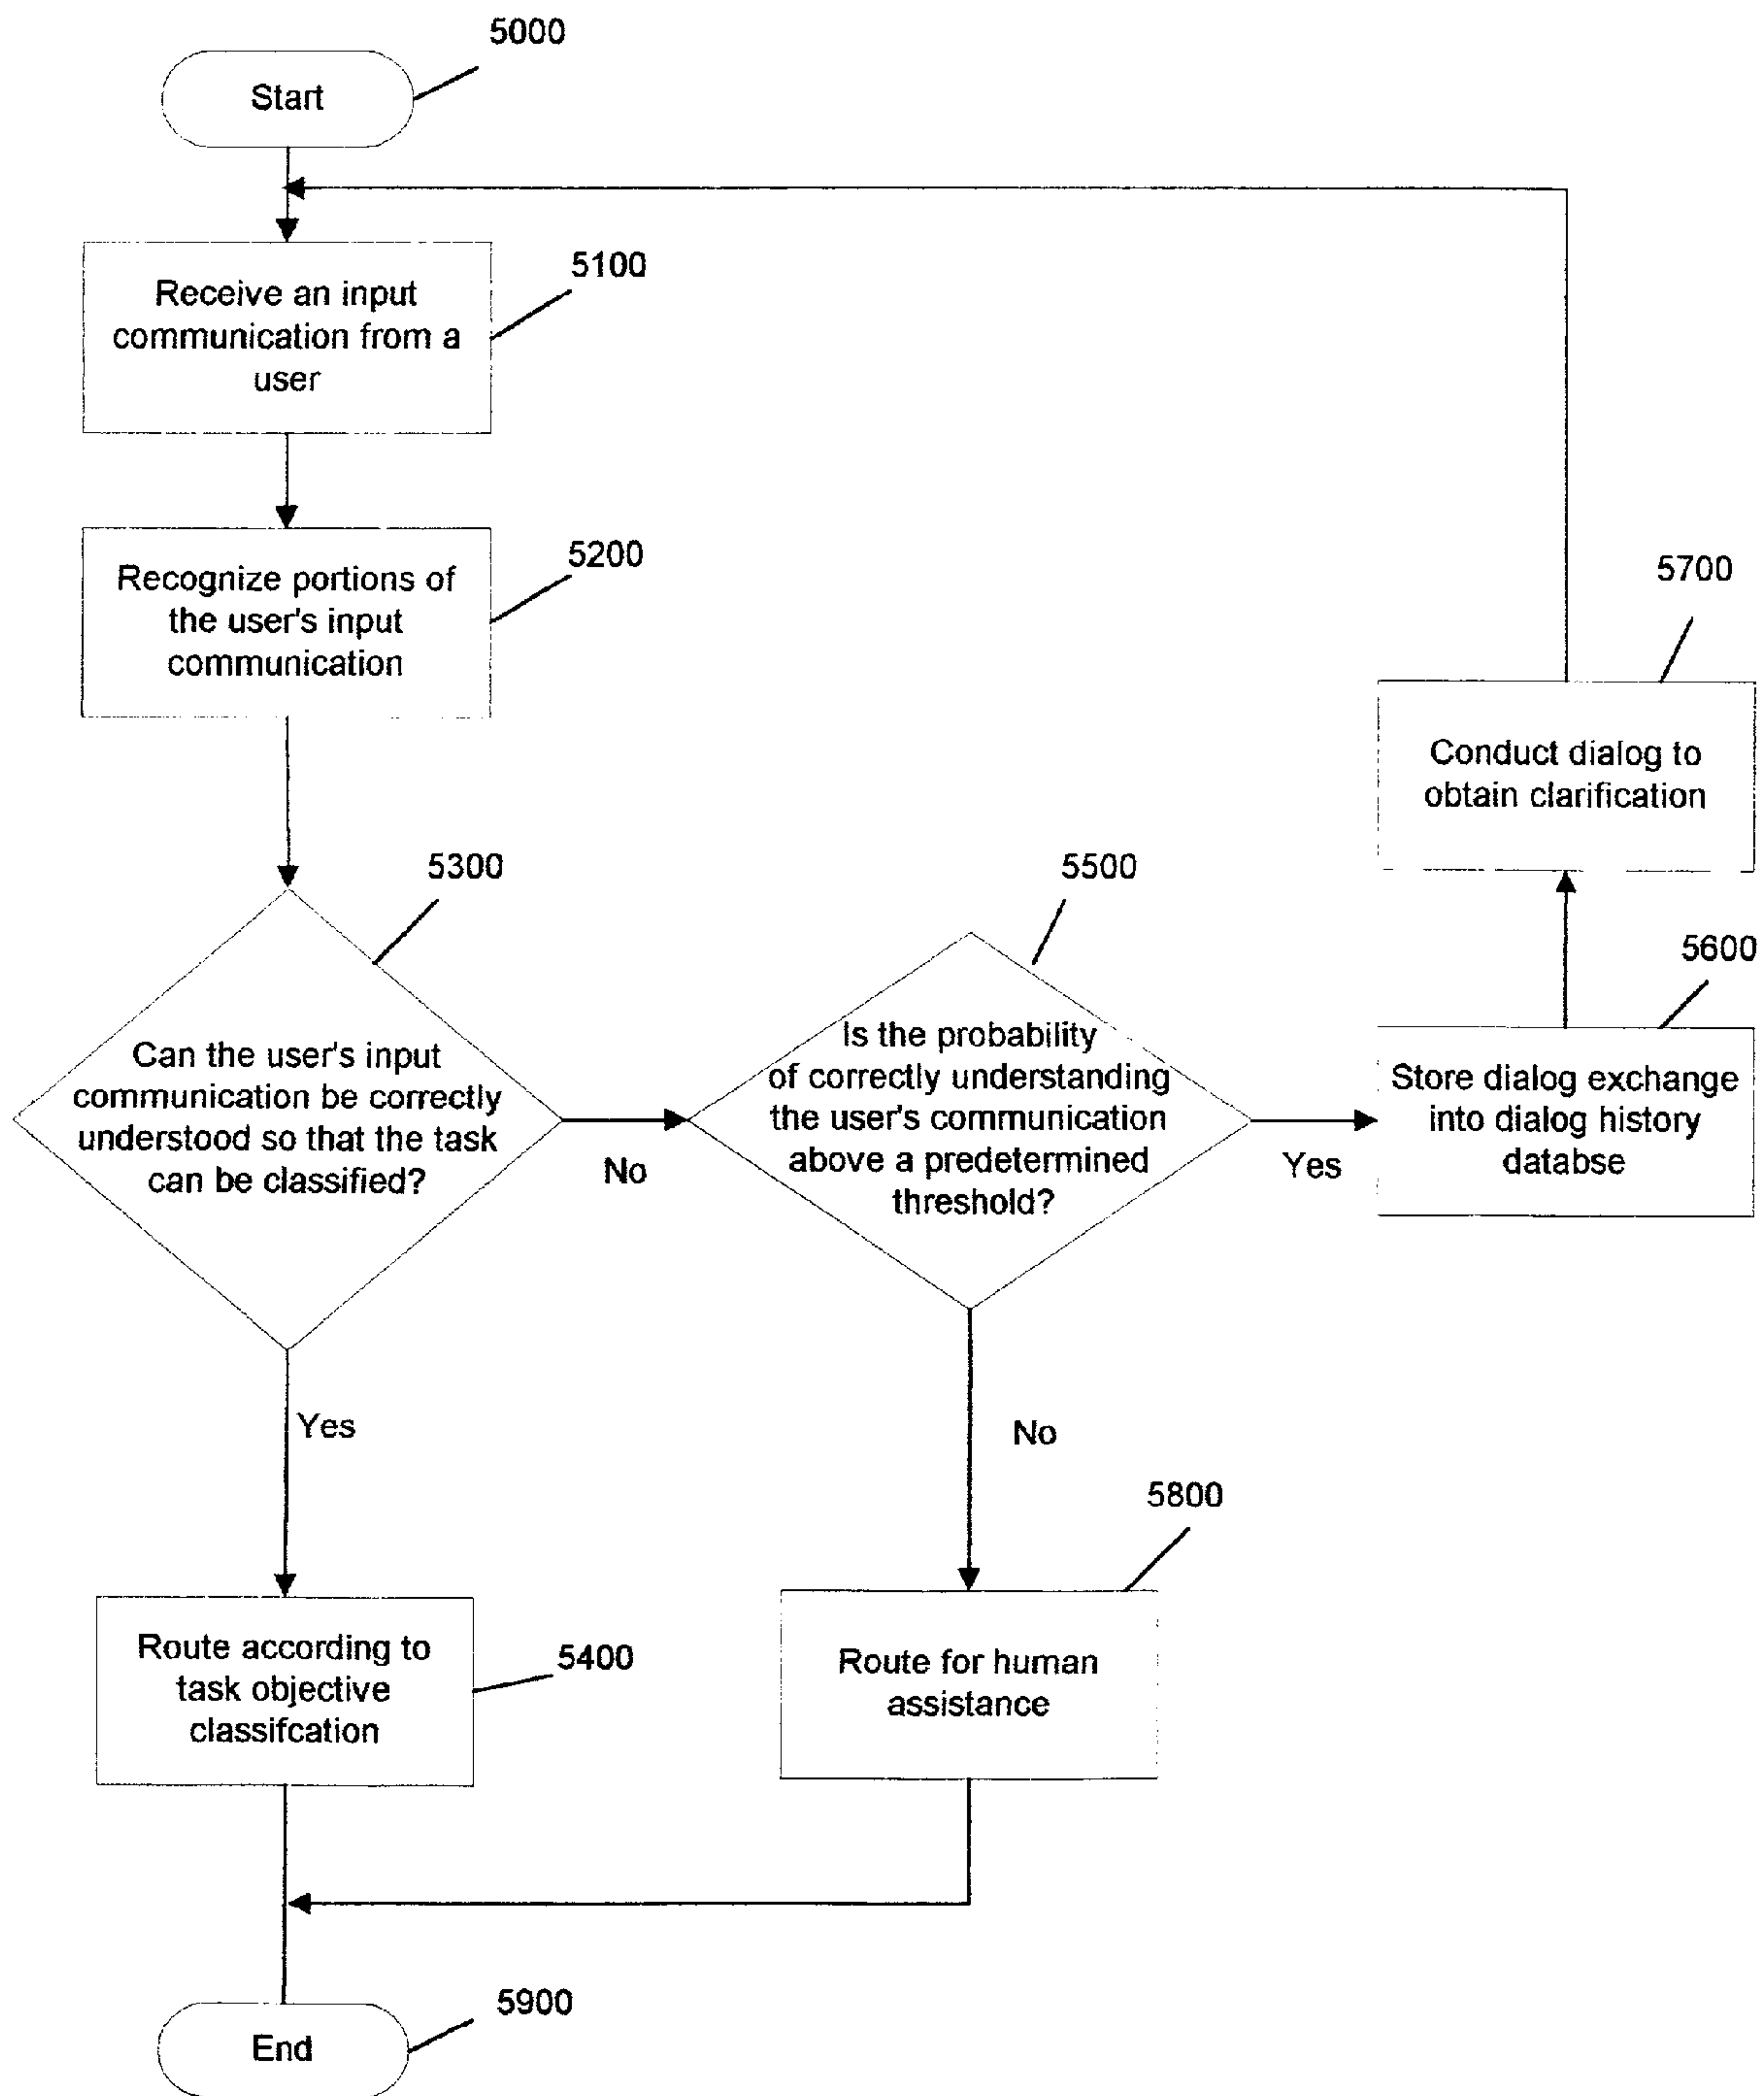 5000
Start
5100
Receive an input
communication from a
user
5200
Recognize portions of
the user's input
communication
5700
Conduct dialog to
obtain clarification
5300
Can the user's input
communication be correctly
understood so that the task
can be classified?
No
5500
Is the probability
of correctly understanding
the user's communication
above a predetermined
threshold?
Yes
5600
Store dialog exchange
into dialog history
databse
Yes
No
5400
Route according to
task objective
classifcation
5800
Route for human
assistance
5900
End